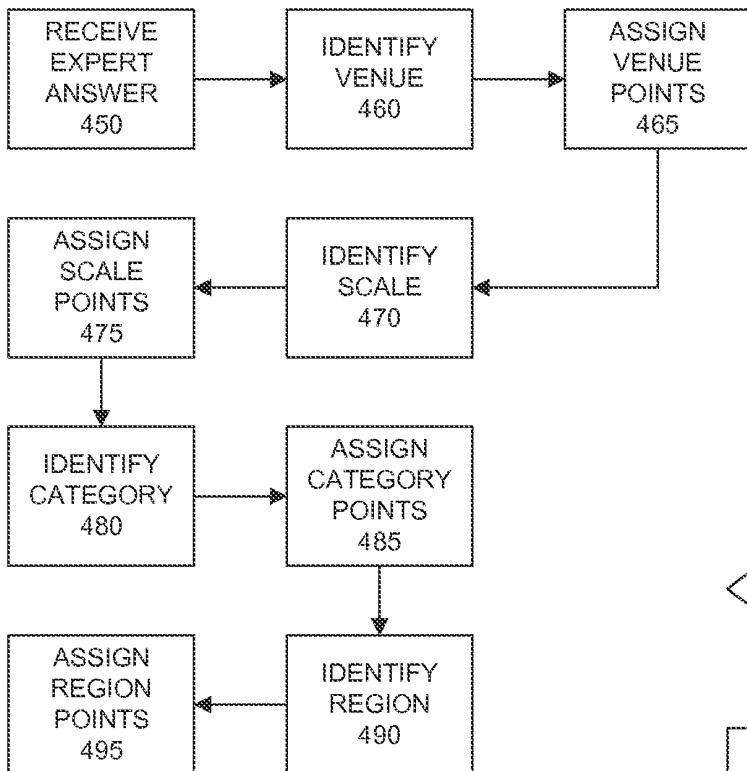 RECEIVE
EXPERT
ANSWER
450
IDENTIFY
VENUE
460
ASSIGN
VENUE
POINTS
465
ASSIGN
SCALE
POINTS
475
IDENTIFY
SCALE
470
IDENTIFY
CATEGORY
480
ASSIGN
CATEGORY
POINTS
485
ASSIGN
REGION
POINTS
495
IDENTIFY
REGION
490